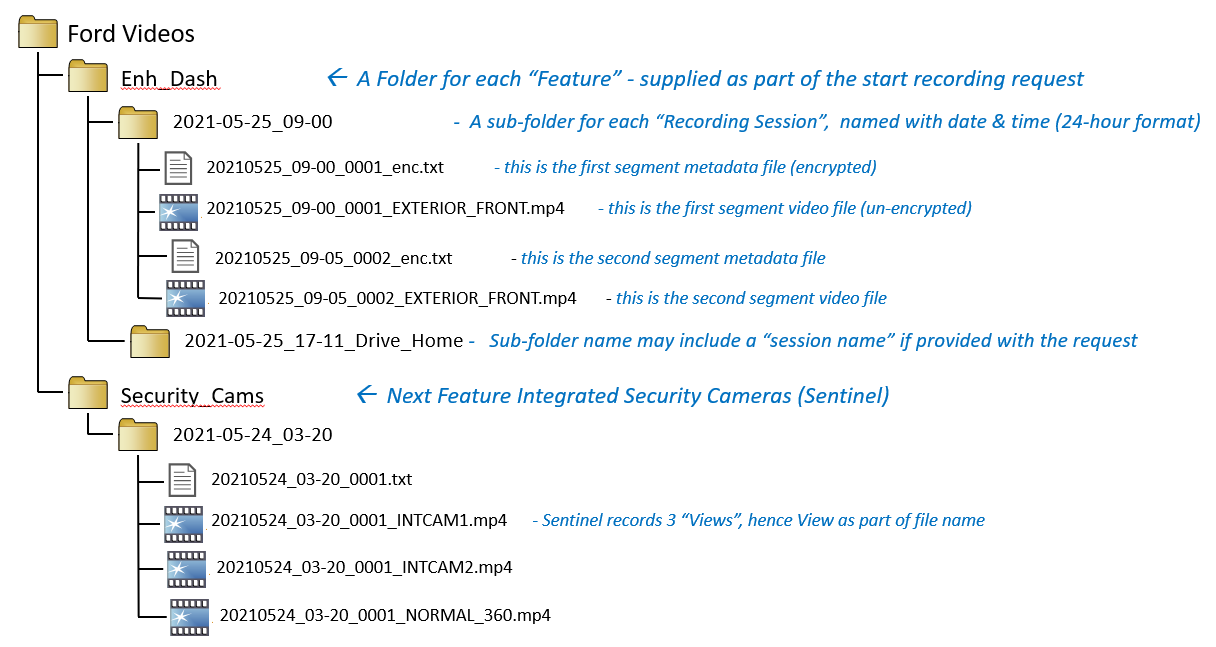 Ford Videos
Enh_Dash ← A Folder for each “Feature” - supplied as part of the start recording request
2021-05-25_09-00 - A sub-folder for each “Recording Session”, named with date & time (24-hour format)
20210525_09-00_0001_enc.txt - this is the first segment metadata file (encrypted)
20210525_09-00_0001_EXTERIOR_FRONT.mp4 - this is the first segment video file (un-encrypted)
20210525_09-05_0002_enc.txt - this is the second segment metadata file
20210525_09-05_0002_EXTERIOR_FRONT.mp4 - this is the second segment video file
2021-05-25_17-11_Drive_Home - Sub-folder name may include a “session name” if provided with the request
Security_Cams ← Next Feature Integrated Security Cameras (Sentinel)
2021-05-24_03-20
20210524_03-20_0001.txt
20210524_03-20_0001_INTCAM1.mp4 - Sentinel records 3 “Views”, hence View as part of file name
20210524_03-20_0001_INTCAM2.mp4
20210524_03-20_0001_NORMAL_360.mp4